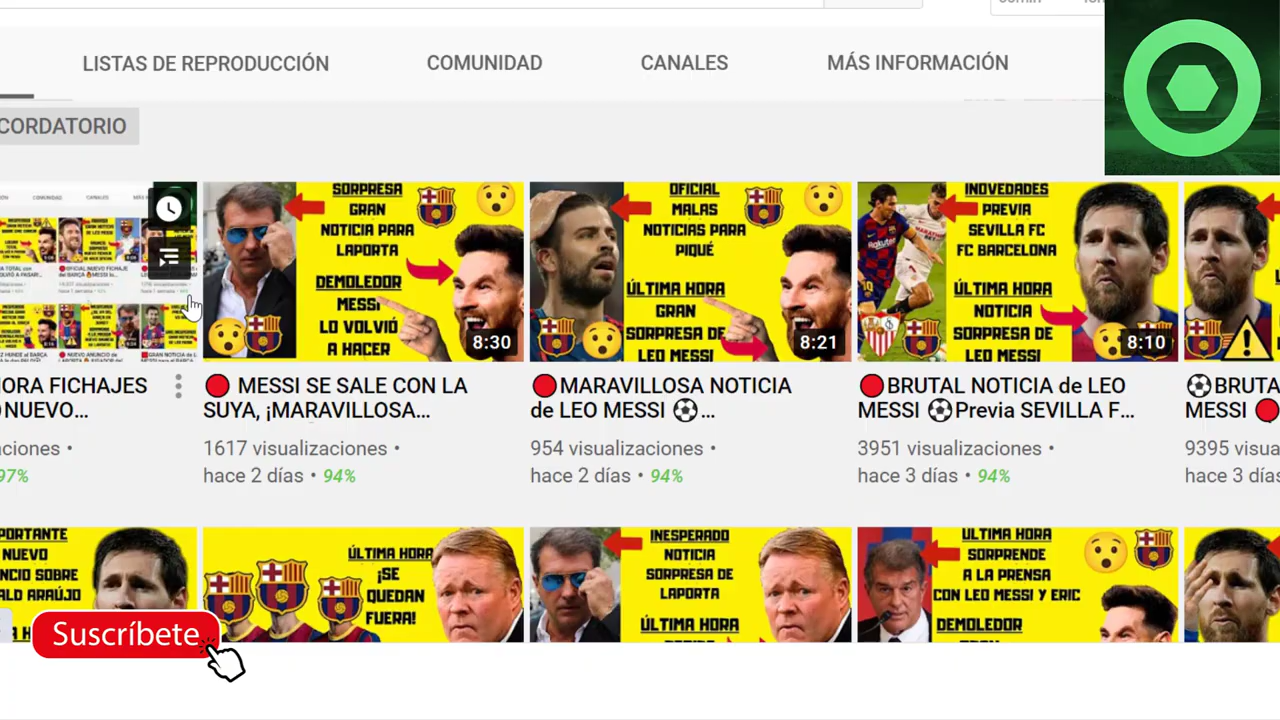 LISTAS DE REPRODUCCIÓN
COMUNIDAD
CANALES
MÁS INFORMACIÓN
CORDATORIO
SORPRESA
GRAN
NOTICIA PARA
LAPORTA
DEMOLEDOR
MESSI
LO VOLVIÓ
A HACER
8:30
OFICIAL
MALAS
NOTICIAS PARA
PIQUÉ
ÚLTIMA HORA
GRAN
SORPRESA DE
LEO MESSI
8:21
Rakuten
INOVEDADES
PREVIA
SEVILLA FC
FC BARCELONA
ÚLTIMA HORA
NOTICIA
SORPRESA DE
LEO MESSI
8:10
ORA FICHAJES
NUEVO...
ciones •
97%
🔴 MESSI SE SALE CON LA
SUYA, ¡MARAVILLOSA...
1617 visualizaciones •
hace 2 días • 94%
🔴MARAVILLOSA NOTICIA
de LEO MESSI ⚽...
954 visualizaciones •
hace 2 días • 94%
🔴BRUTAL NOTICIA de LEO
MESSI ⚽Previa SEVILLA F...
3951 visualizaciones •
hace 3 días • 94%
⚽BRUTA
MESSI 🔴
9395 visua
hace 3 días
PORTANTE
NUEVO
NCIO SOBRE
ALD ARAÚJO
ÚLTIMA HORA
¡SE
QUEDAN
FUERA!
INESPERADO
NOTICIA
SORPRESA DE
LAPORTA
ÚLTIMA HORA
ULTIMA HORA
SORPRENDE
A LA PRENSA
CON LEO MESSI Y ERIC
DEMOLEDOR
Suscríbete